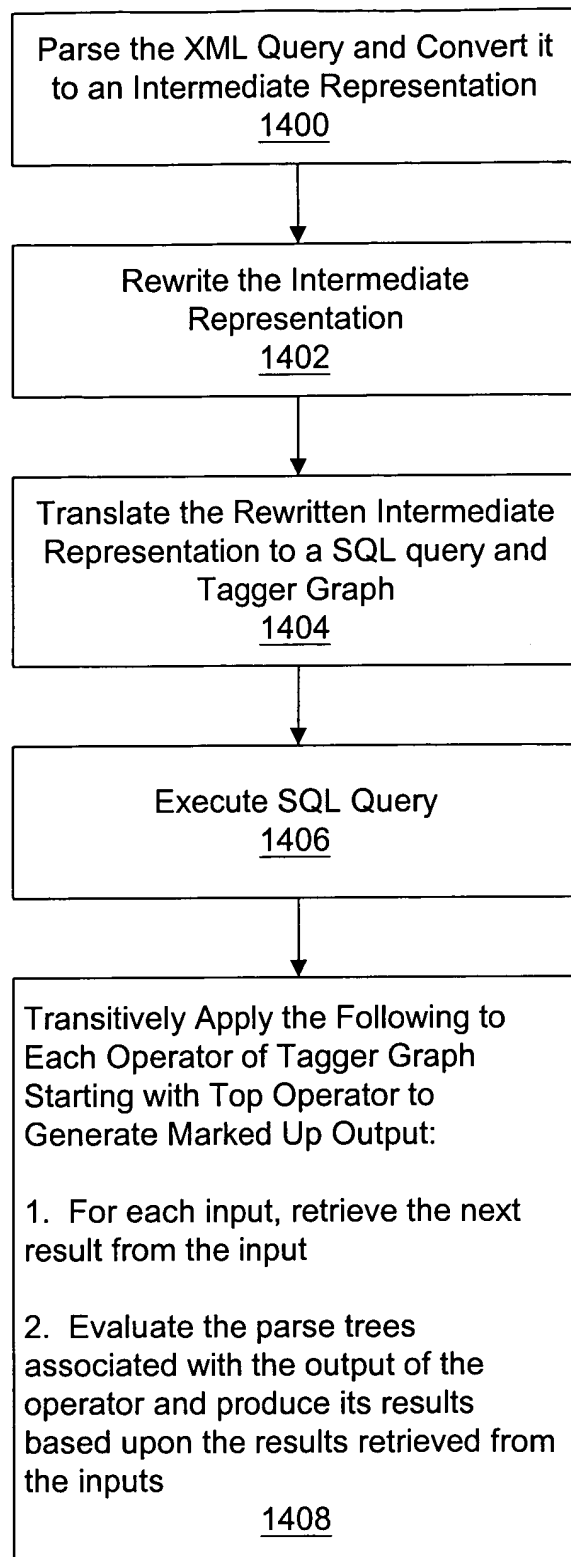 Parse the XML Query and Convert it
to an Intermediate Representation
1400
Rewrite the Intermediate
Representation
1402
Translate the Rewritten Intermediate
Representation to a SQL query and
Tagger Graph
1404
Execute SQL Query
1406
Transitively Apply the Following to
Each Operator of Tagger Graph
Starting with Top Operator to
Generate Marked Up Output:
1. For each input, retrieve the next
result from the input
2. Evaluate the parse trees
associated with the output of the
operator and produce its results
based upon the results retrieved from
the inputs
1408